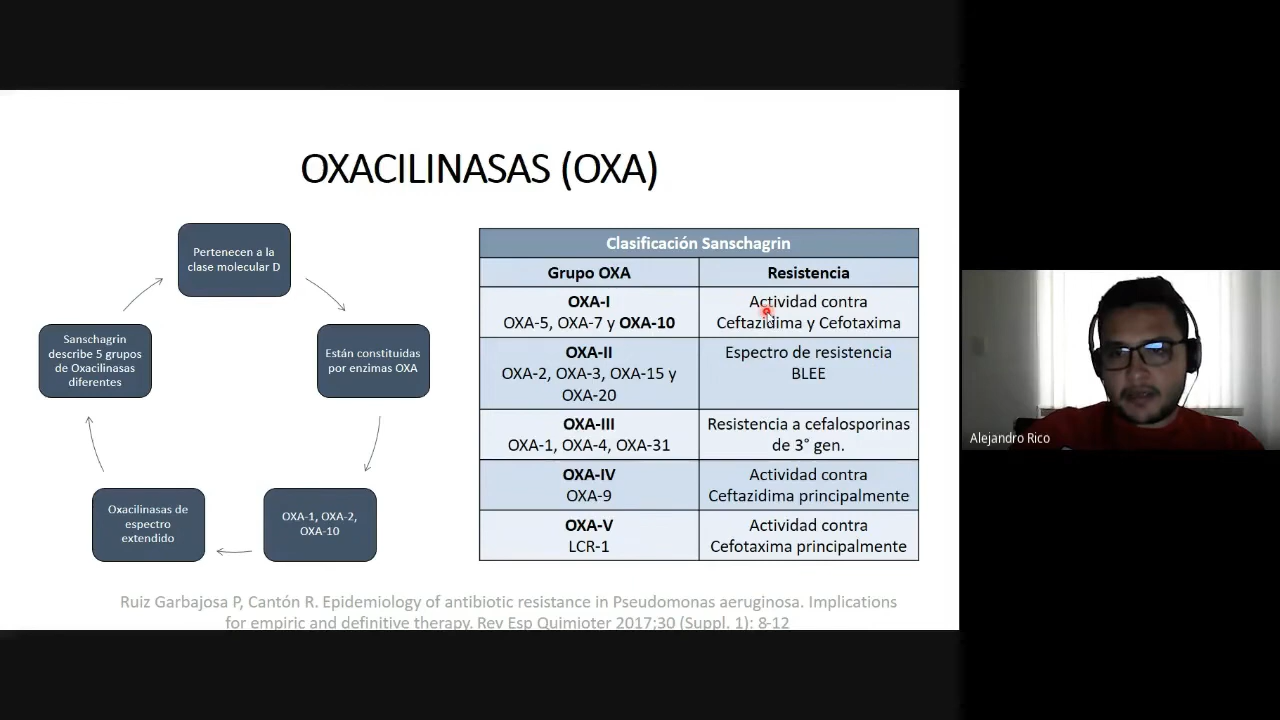 OXACILINASAS (OXA)
Pertenecen a la
clase molecular D
Están constituidas
por enzimas OXA
OXA-1, OXA-2,
OXA-10
Oxacilinasas de
espectro
extendido
Sanschagrin
describe 5 grupos
de Oxacilinasas
diferentes
Clasificación Sanschagrin
Grupo OXA
Resistencia
OXA-I
OXA-5, OXA-7 y OXA-10
Actividad contra
Ceftazidima y Cefotaxima
OXA-II
OXA-2, OXA-3, OXA-15 y
OXA-20
Espectro de resistencia
BLEE
OXA-III
OXA-1, OXA-4, OXA-31
Resistencia a cefalosporinas
de 3° gen.
OXA-IV
OXA-9
Actividad contra
Ceftazidima principalmente
OXA-V
LCR-1
Actividad contra
Cefotaxima principalmente
Ruiz Garbajosa P, Cantón R. Epidemiology of antibiotic resistance in Pseudomonas aeruginosa. Implications
for empiric and definitive therapy. Rev Esp Quimioter 2017;30 (Suppl. 1): 8-12
Alejandro Rico